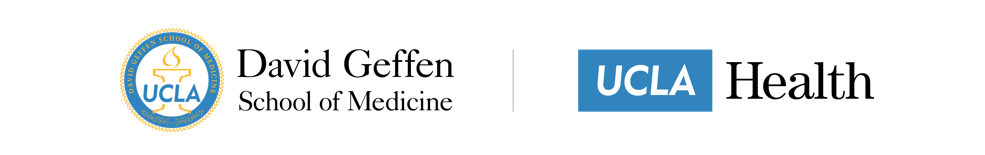 DAVID GEFFEN SCHOOL OF MEDICINE
UCLA
David Geffen
School of Medicine
UCLA Health